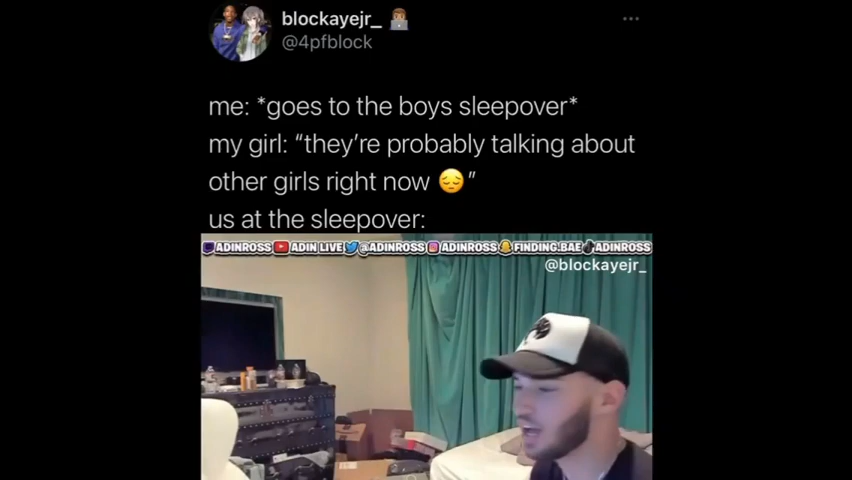 blockayejr_ 👨🏽‍💻
@4pfblock
me: *goes to the boys sleepover*
my girl: “they’re probably talking about
other girls right now 😔”
us at the sleepover:
ADINROSS ADIN LIVE @ADINROSS ADINROSS FINDING.BAE ADINROSS
@blockayejr_